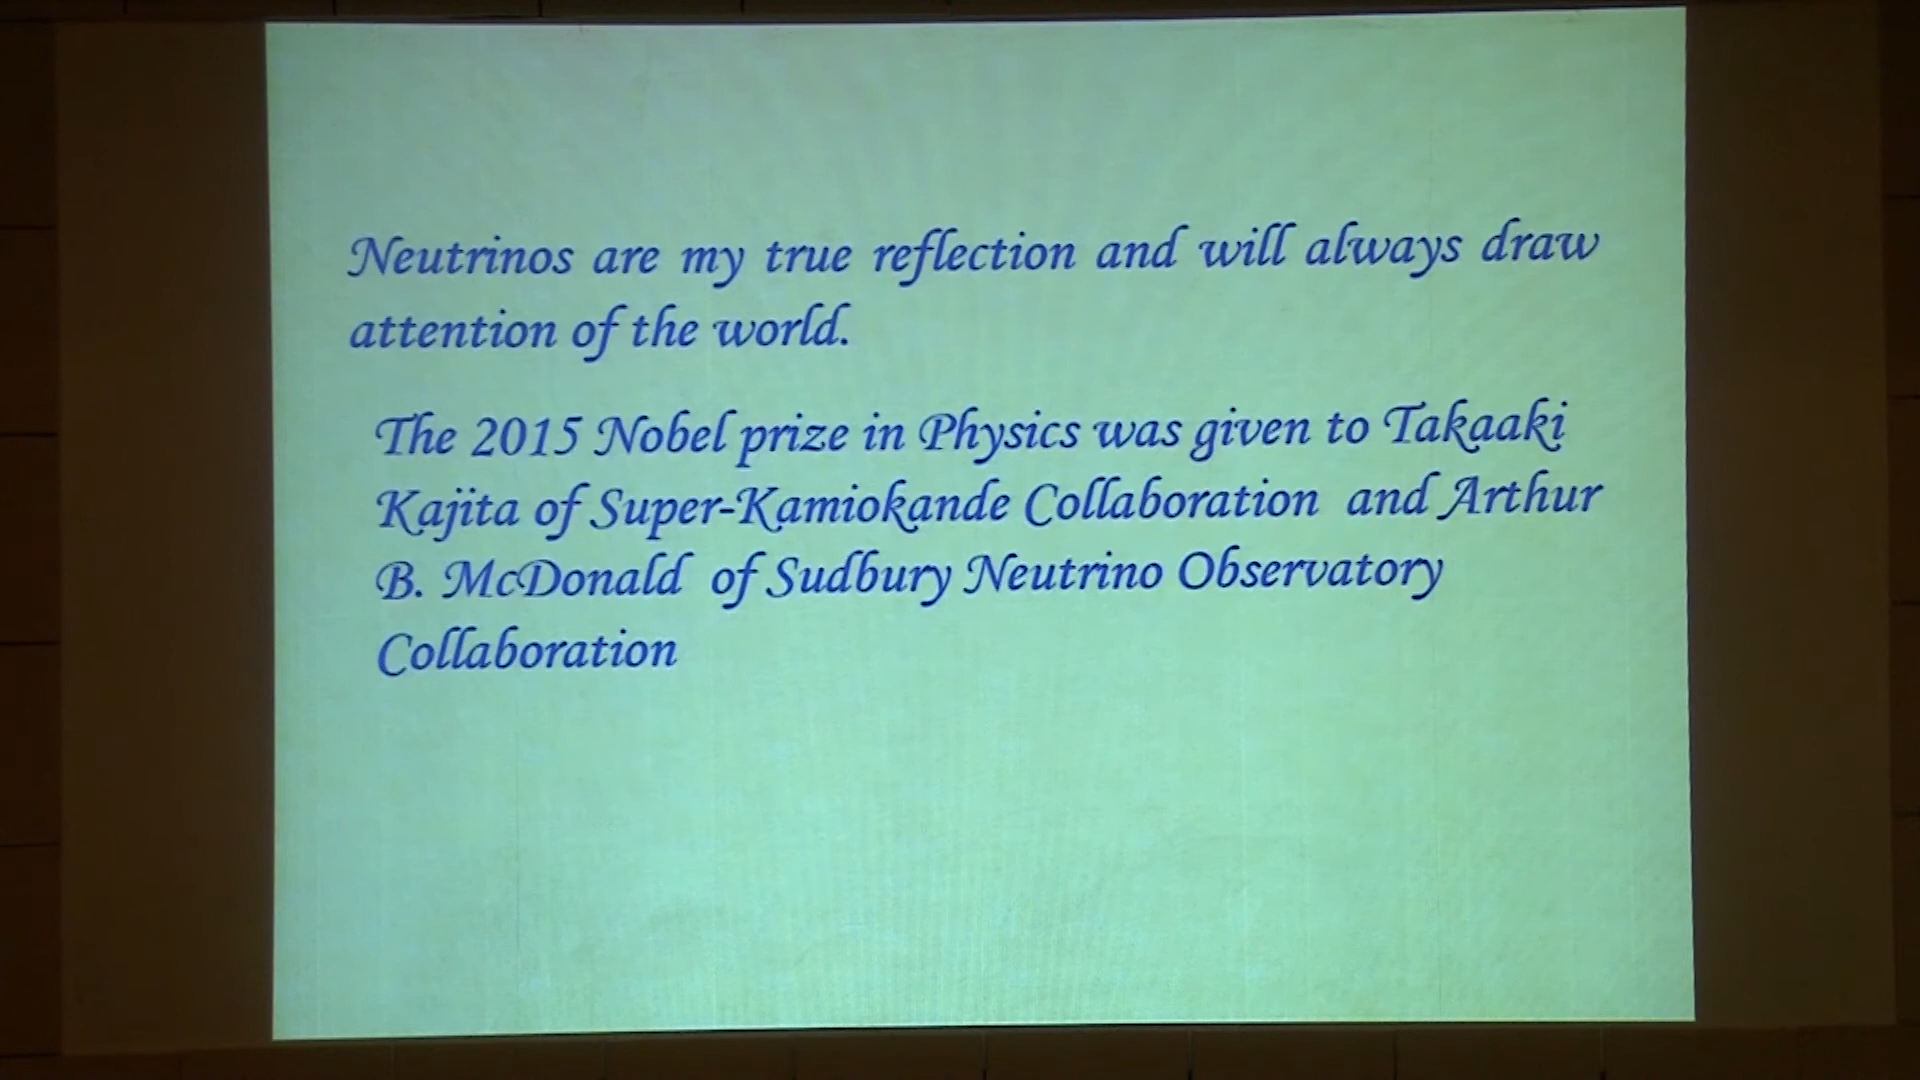 Neutrinos are my true reflection and will always draw
attention of the world.
The 2015 Nobel prize in Physics was given to Takaaki
Kajita of Super-Kamiokande Collaboration and Arthur
B. McDonald of Sudbury Neutrino Observatory
Collaboration